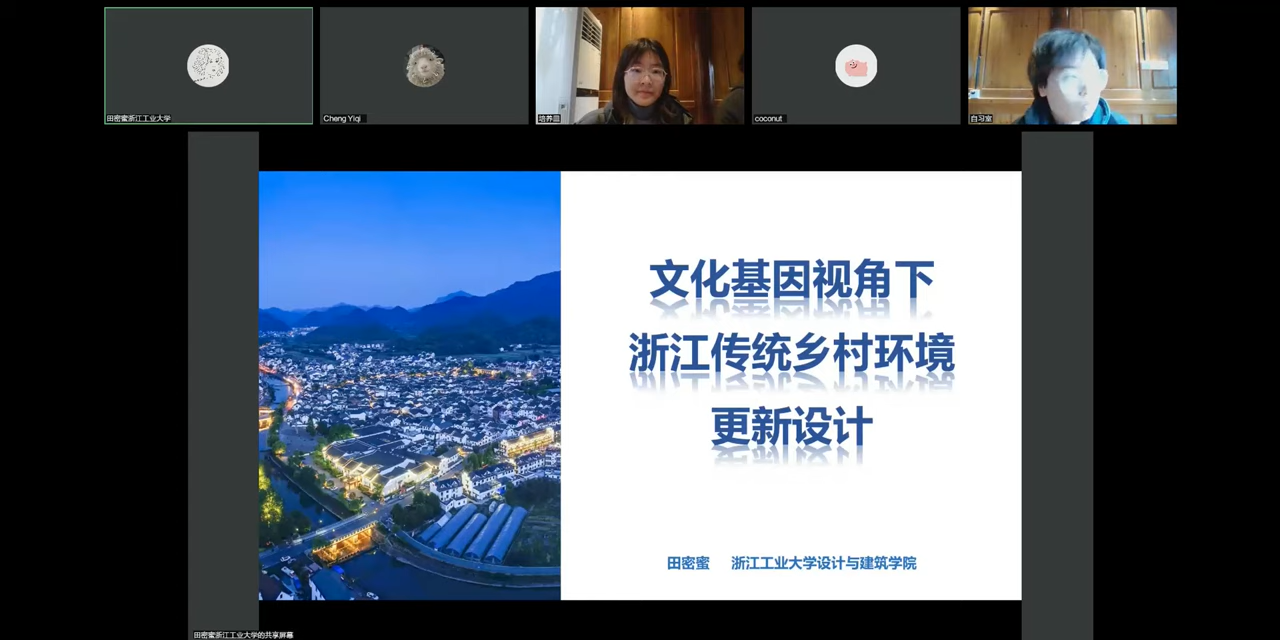 田密蜜浙江工业大学
Cheng Yiqi
培养皿
coconut
自习室
文化基因视角下
浙江传统乡村环境
更新设计
田密蜜 浙江工业大学设计与建筑学院
田密蜜浙江工业大学的共享屏幕